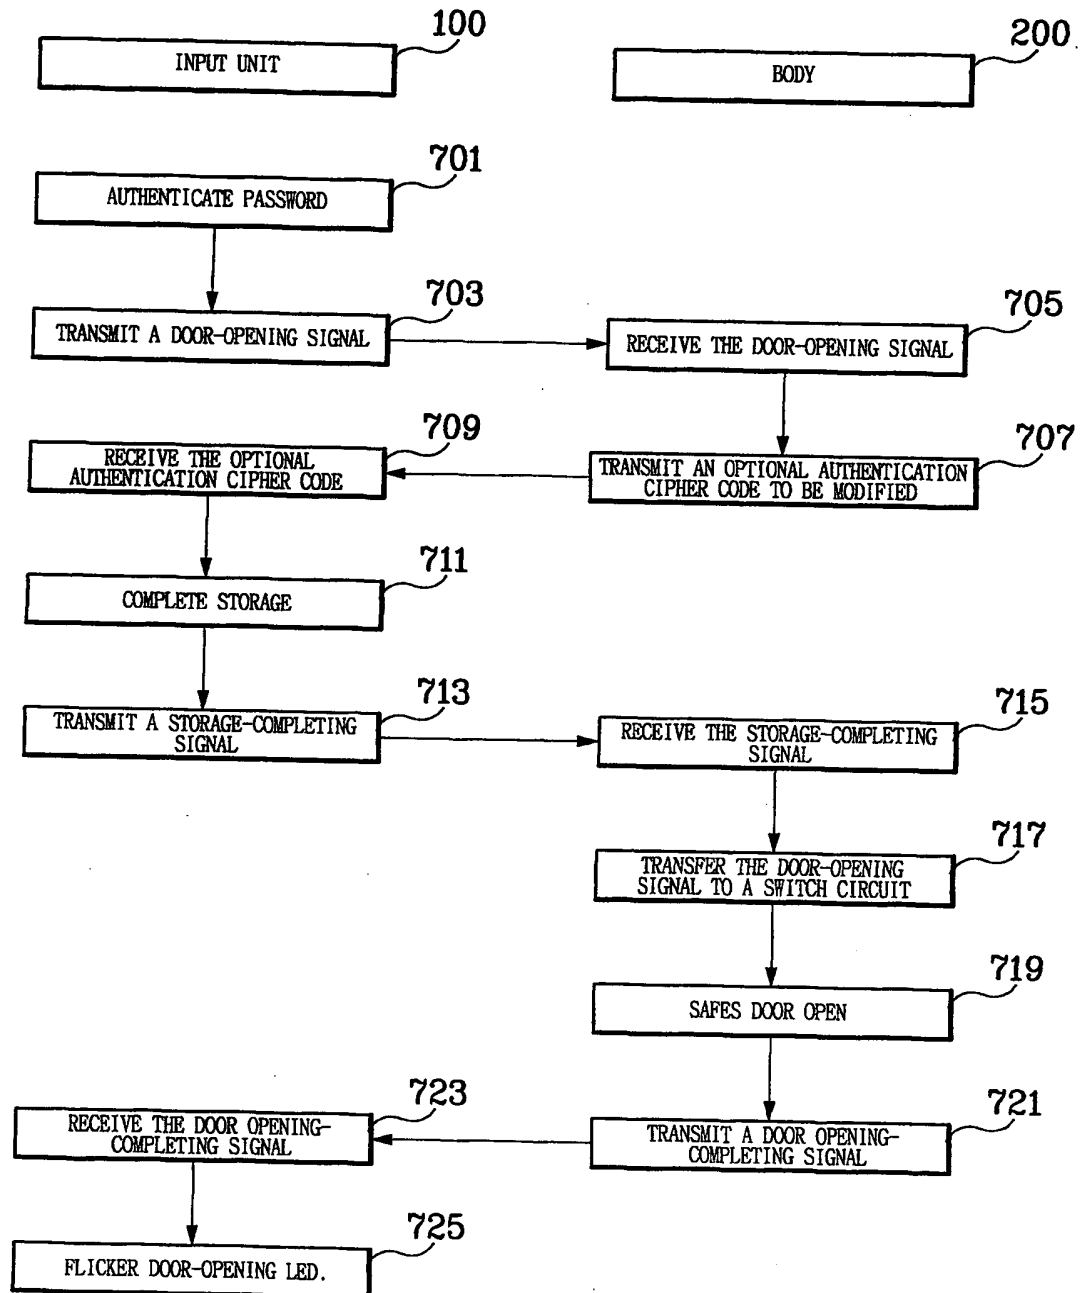 100
INPUT UNIT
200
BODY
701
AUTHENTICATE PASSWORD
703
TRANSMIT A DOOR-OPENING SIGNAL
705
RECEIVE THE DOOR-OPENING SIGNAL
709
RECEIVE THE OPTIONAL
AUTHENTICATION CIPHER CODE
707
TRANSMIT AN OPTIONAL AUTHENTICATION
CIPHER CODE TO BE MODIFIED
711
COMPLETE STORAGE
713
TRANSMIT A STORAGE-COMPLETING
SIGNAL
715
RECEIVE THE STORAGE-COMPLETING
SIGNAL
717
TRANSFER THE DOOR-OPENING
SIGNAL TO A SWITCH CIRCUIT
719
SAFES DOOR OPEN
721
TRANSMIT A DOOR OPENING-
COMPLETING SIGNAL
723
RECEIVE THE DOOR OPENING-
COMPLETING SIGNAL
725
FLICKER DOOR-OPENING LED.